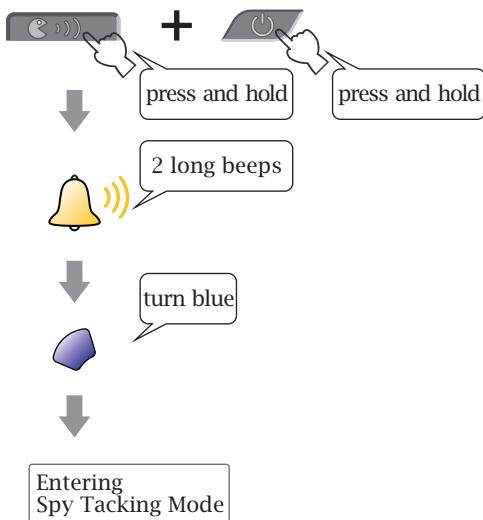 press and hold
press and hold
2 long beeps
turn blue
Entering
Spy Tacking Mode